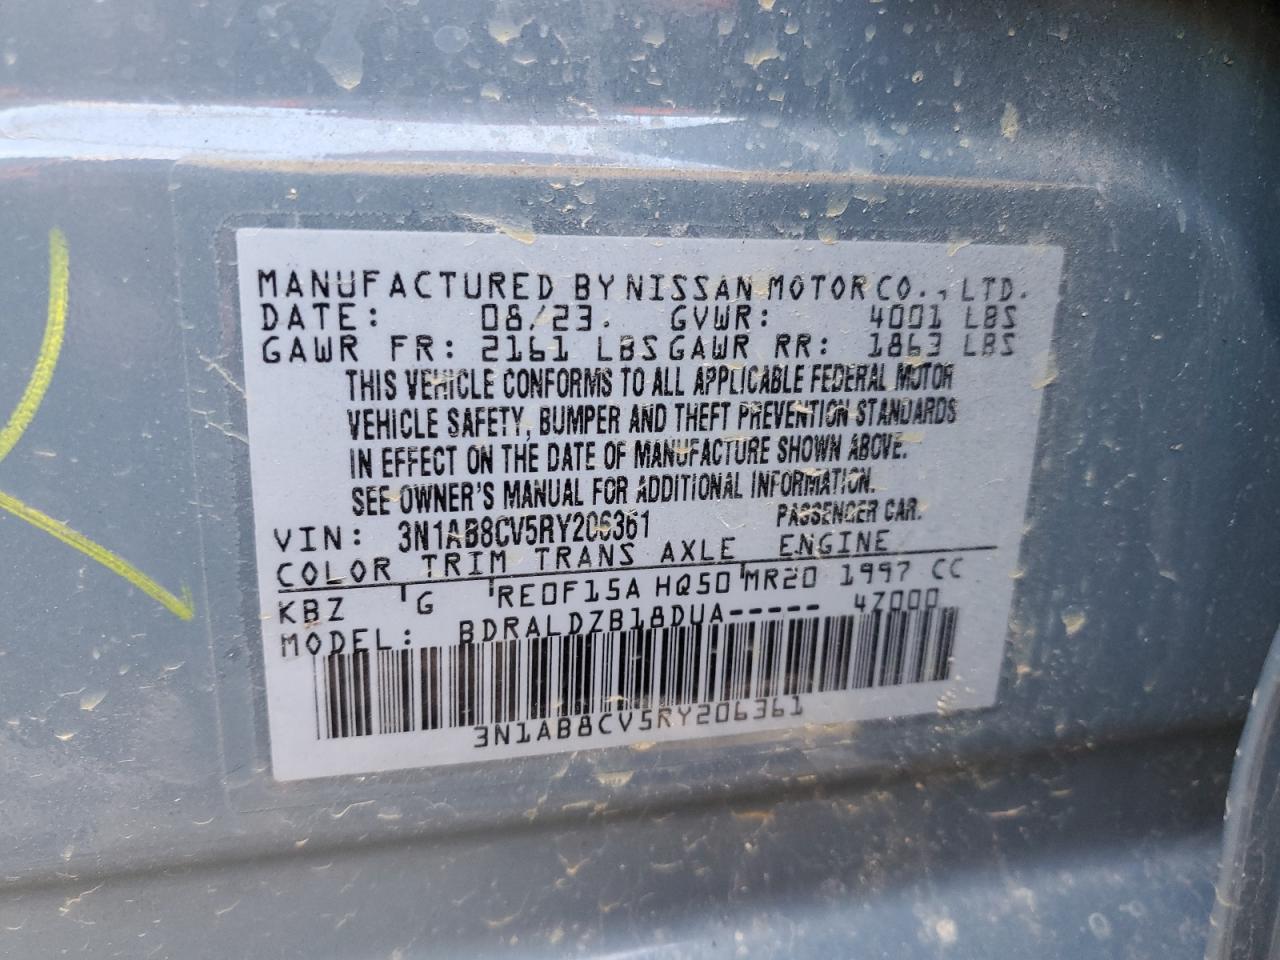 MANUFACTURED BY NISSAN MOTOR CO., LTD.
DATE: 08/23. GVWR: 4001 LBS
GAWR FR: 2161 LBS GAWR RR: 1863 LBS
THIS VEHICLE CONFORMS TO ALL APPLICABLE FEDERAL MOTOR
VEHICLE SAFETY, BUMPER AND THEFT PREVENTION STANDARDS
IN EFFECT ON THE DATE OF MANUFACTURE SHOWN ABOVE.
SEE OWNER'S MANUAL FOR ADDITIONAL INFORMATION.
VIN: 3N1AB8CV5RY206361 PASSENGER CAR.
COLOR TRIM TRANS AXLE ENGINE
KBZ G RE0F15A HQ50 MR20 1997 CC
MODEL: BDRALDZB18DUA----- 4Z000
3N1AB8CV5RY206361